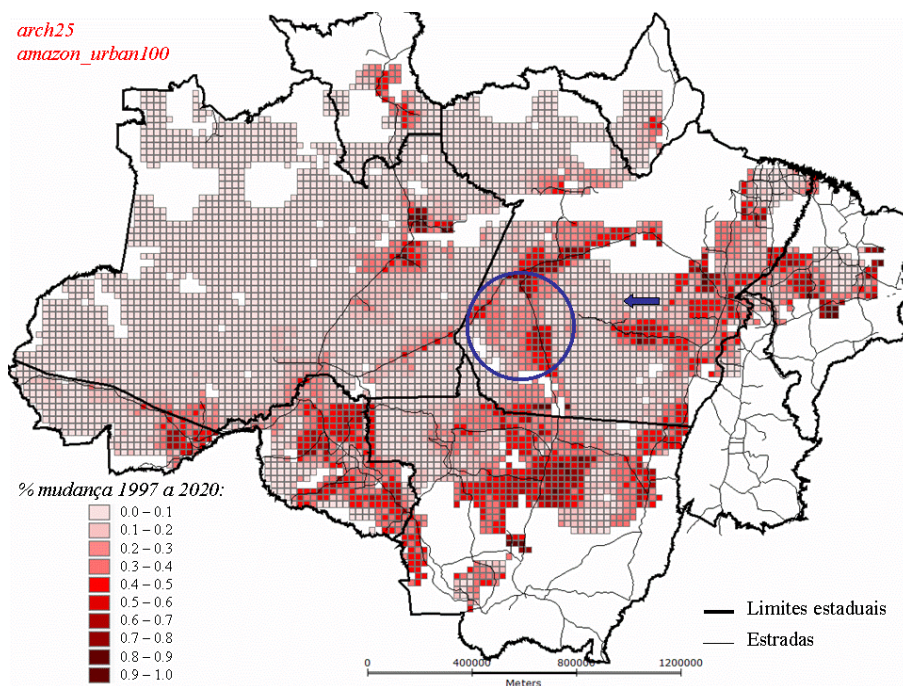 arch25
amazon_urban100
% mudança 1997 a 2020:
0.0 – 0.1
0.1 – 0.2
0.2 – 0.3
0.3 – 0.4
0.4 – 0.5
0.5 – 0.6
0.6 – 0.7
0.7 – 0.8
0.8 – 0.9
0.9 – 1.0
Limites estaduais
Estradas
0 400000 800000 1200000
Meters